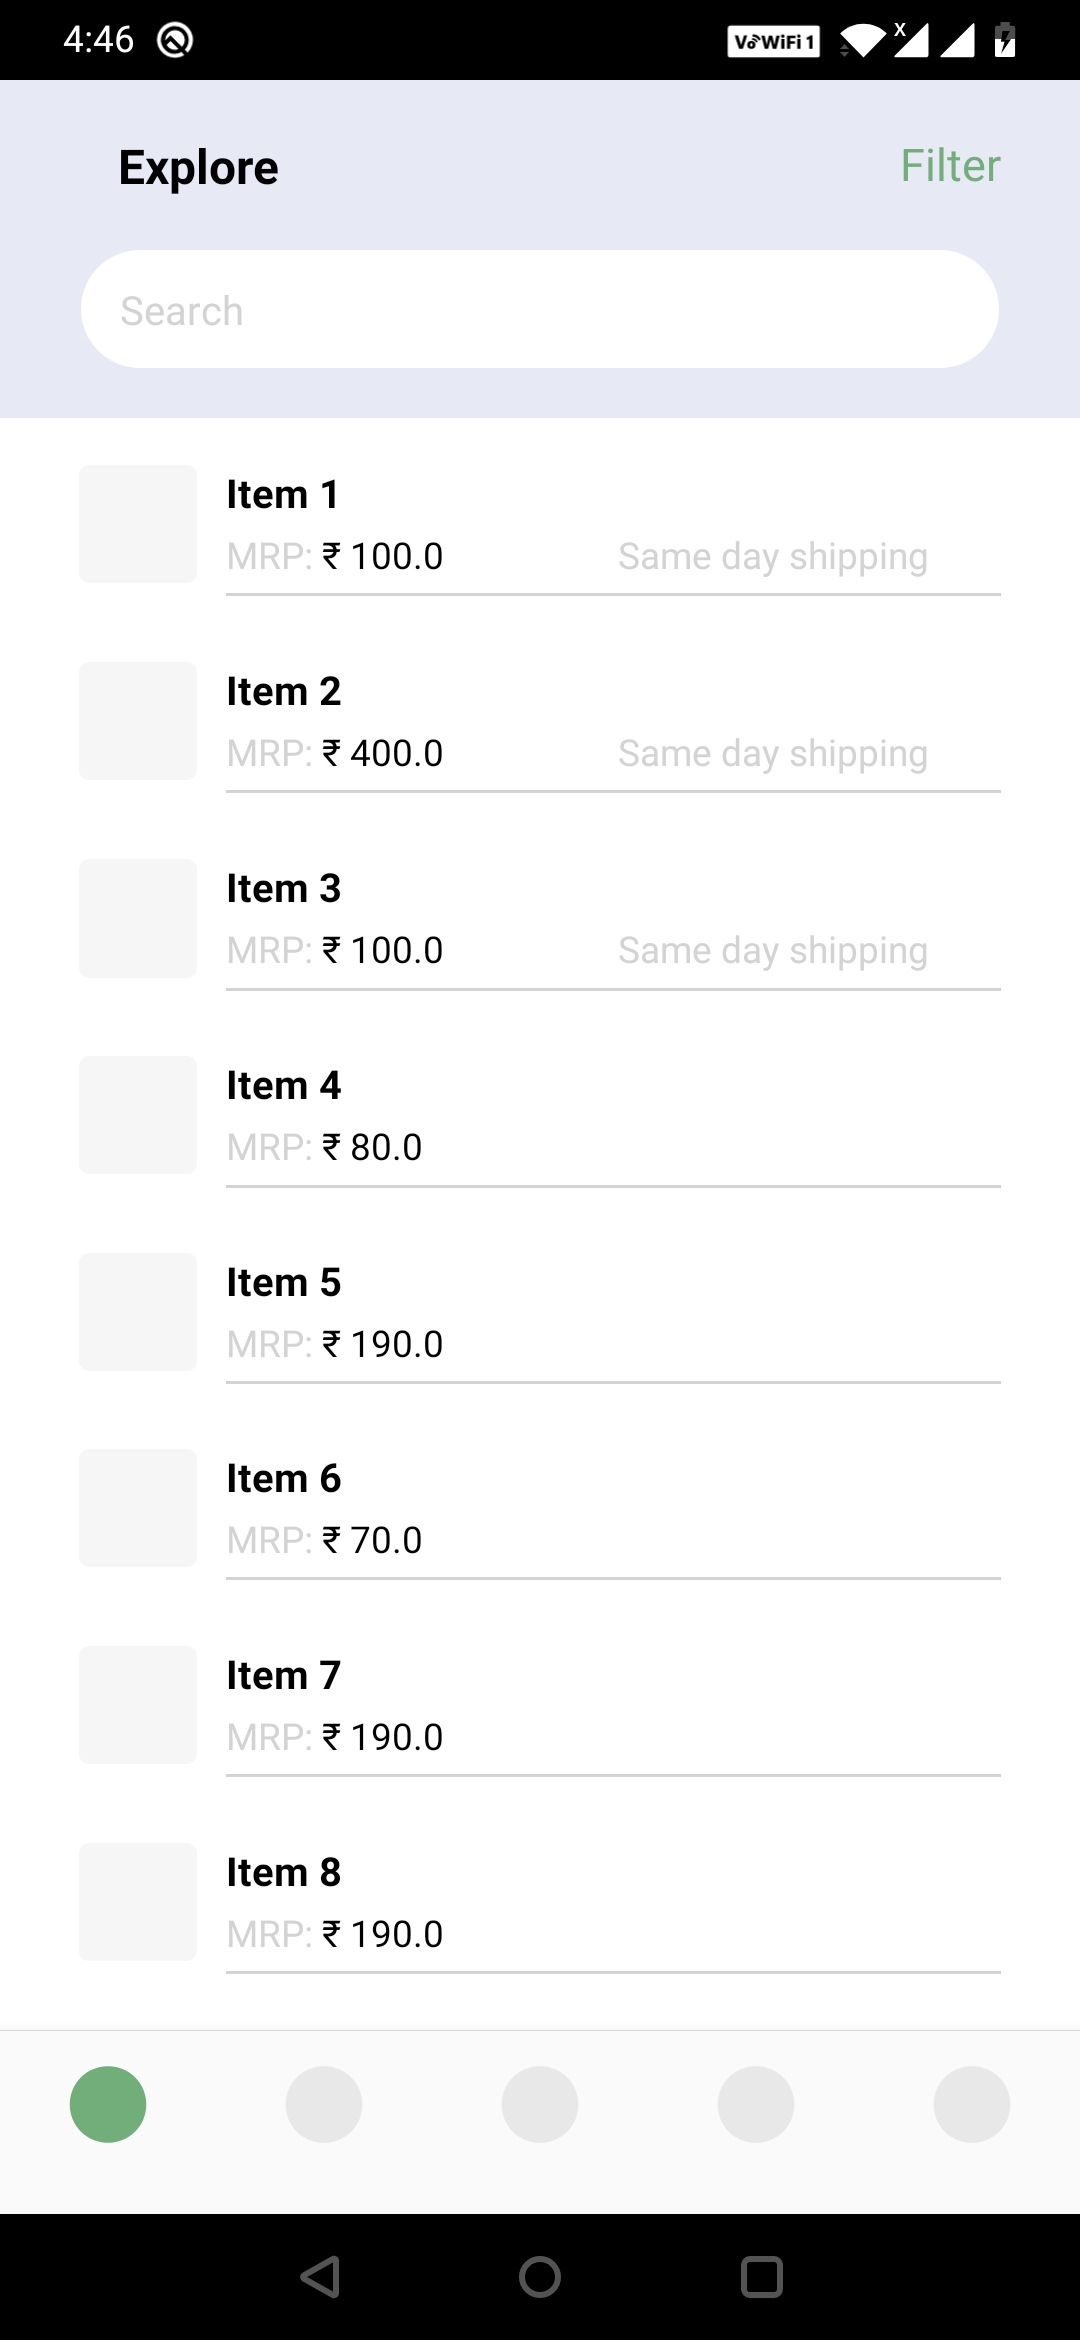 4:46 Vo WiFi 1 X
Explore Filter
Search
Item 1
MRP: ₹ 100.0 Same day shipping
Item 2
MRP: ₹ 400.0 Same day shipping
Item 3
MRP: ₹ 100.0 Same day shipping
Item 4
MRP: ₹ 80.0
Item 5
MRP: ₹ 190.0
Item 6
MRP: ₹ 70.0
Item 7
MRP: ₹ 190.0
Item 8
MRP: ₹ 190.0